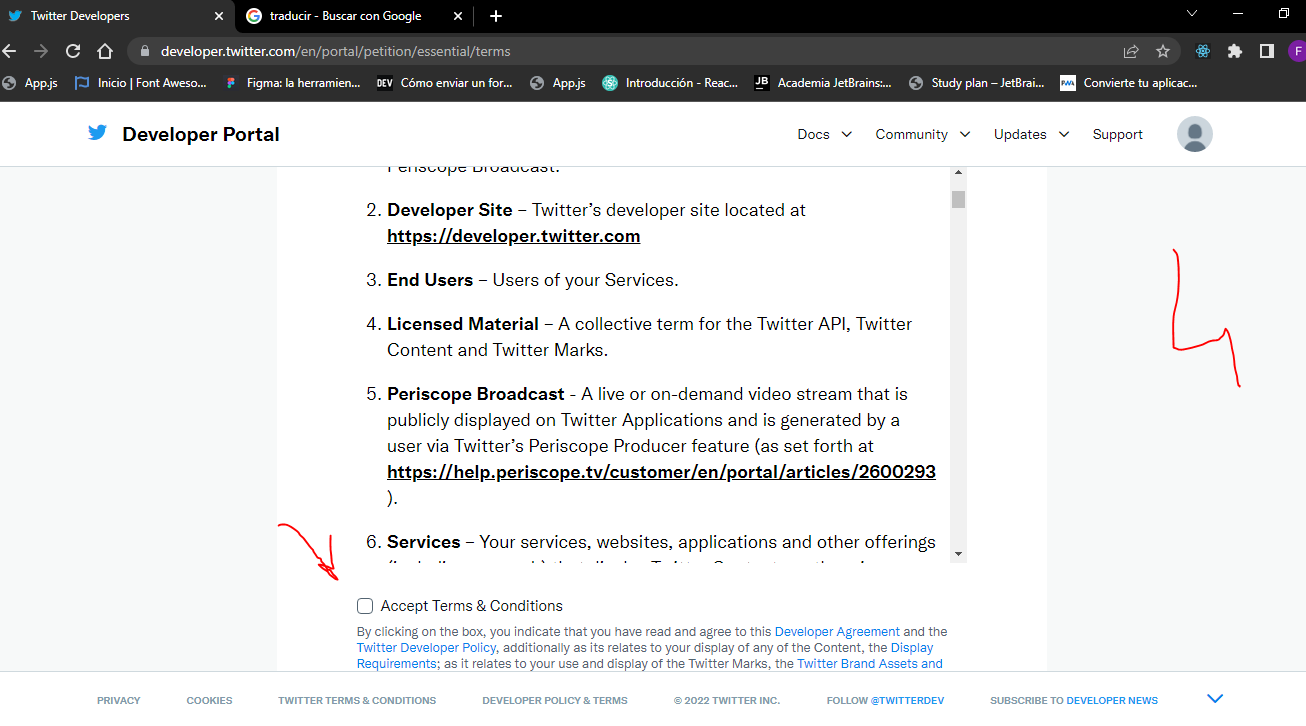 Twitter Developers
traducir - Buscar con Google
developer.twitter.com/en/portal/petition/essential/terms
F
App.js
Inicio | Font Aweso...
Figma: la herramien...
DEV Cómo enviar un for...
App.js
Introducción - Reac...
JB Academia JetBrains:...
Study plan – JetBrai...
PWA Convierte tu aplicac...
Developer Portal
Docs
Community
Updates
Support
Periscope Broadcast.
2. Developer Site – Twitter’s developer site located at
https://developer.twitter.com
3. End Users – Users of your Services.
4. Licensed Material – A collective term for the Twitter API, Twitter
Content and Twitter Marks.
5. Periscope Broadcast - A live or on-demand video stream that is
publicly displayed on Twitter Applications and is generated by a
user via Twitter’s Periscope Producer feature (as set forth at
https://help.periscope.tv/customer/en/portal/articles/2600293
).
6. Services – Your services, websites, applications and other offerings
4
Accept Terms & Conditions
By clicking on the box, you indicate that you have read and agree to this Developer Agreement and the
Twitter Developer Policy, additionally as its relates to your display of any of the Content, the Display
Requirements; as it relates to your use and display of the Twitter Marks, the Twitter Brand Assets and
PRIVACY
COOKIES
TWITTER TERMS & CONDITIONS
DEVELOPER POLICY & TERMS
© 2022 TWITTER INC.
FOLLOW @TWITTERDEV
SUBSCRIBE TO DEVELOPER NEWS